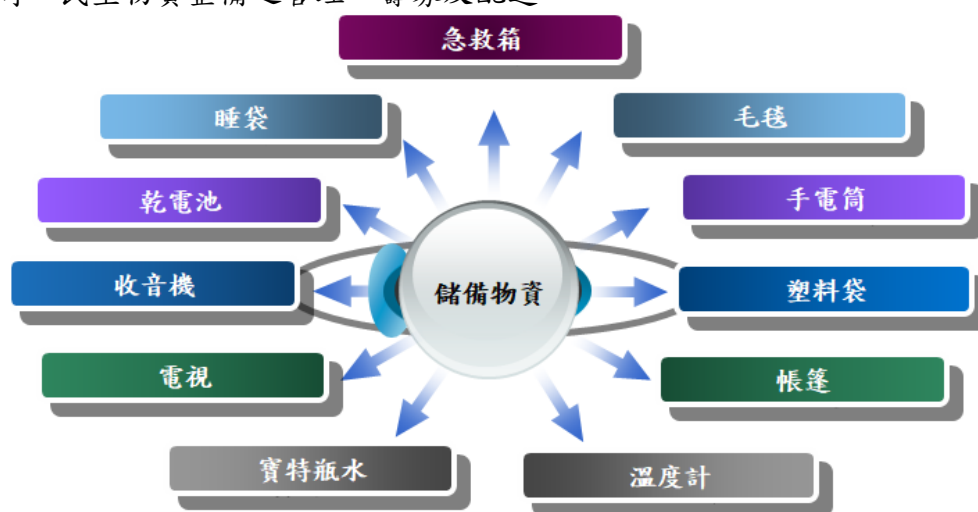 急救箱
睡袋
毛毯
乾電池
手電筒
收音機
儲備物資
塑料袋
電視
帳篷
寶特瓶水
溫度計